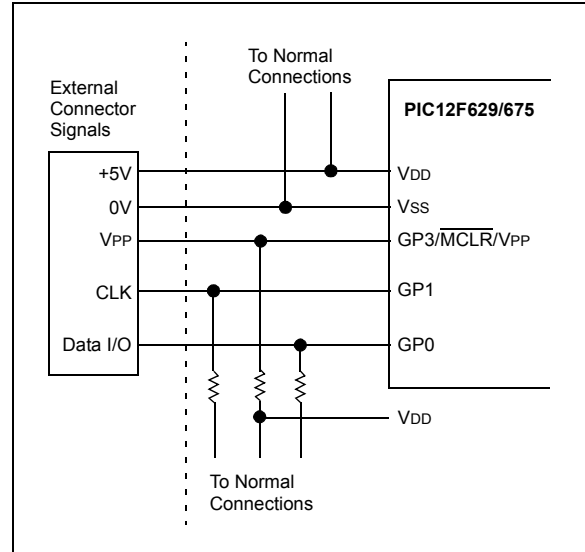 To Normal
Connections
External
Connector
Signals
PIC12F629/675
+5V
VDD
0V
VSS
VPP
GP3/MCLR/VPP
CLK
GP1
Data I/O
GP0
VDD
To Normal
Connections